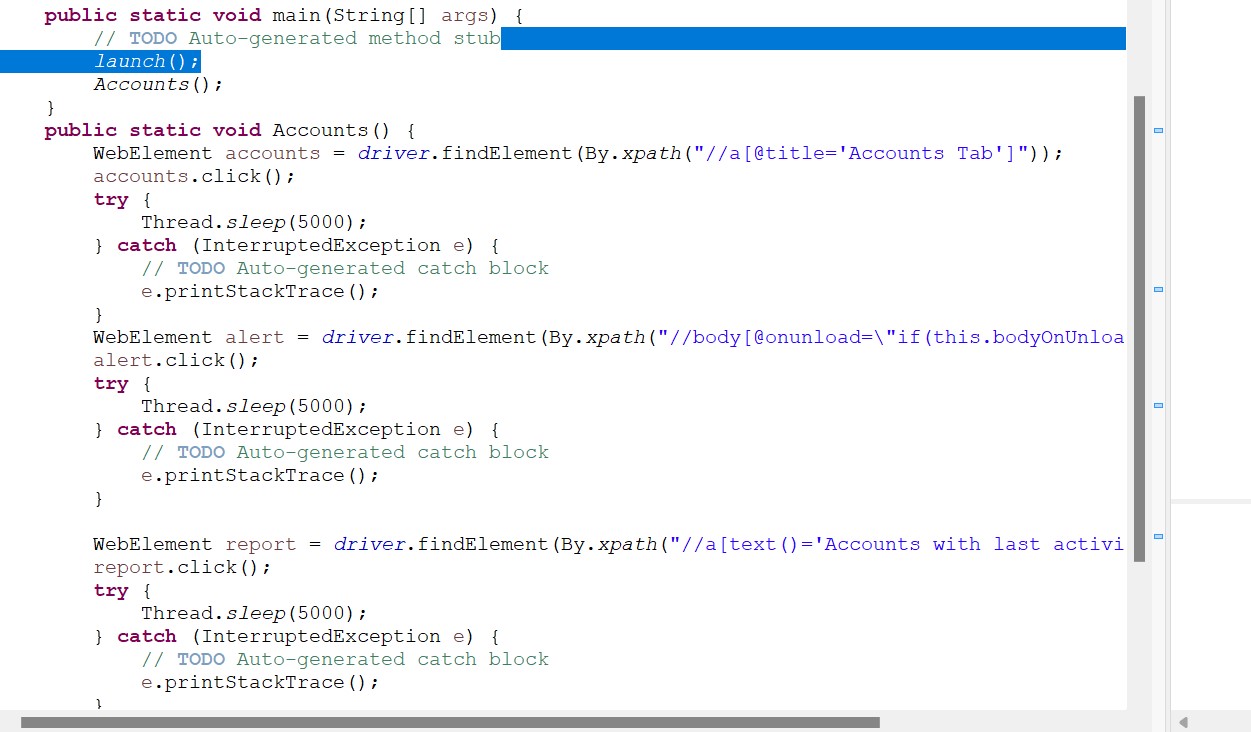 public static void main(String[] args) {
// TODO Auto-generated method stub
launch();
Accounts();
}
public static void Accounts() {
WebElement accounts = driver.findElement(By.xpath("//a[@title='Accounts Tab']"));
accounts.click();
try {
Thread.sleep(5000);
} catch (InterruptedException e) {
// TODO Auto-generated catch block
e.printStackTrace();
}
WebElement alert = driver.findElement(By.xpath("//body[@onunload=\"if(this.bodyOnUnloa
alert.click();
try {
Thread.sleep(5000);
} catch (InterruptedException e) {
// TODO Auto-generated catch block
e.printStackTrace();
}
WebElement report = driver.findElement(By.xpath("//a[text()='Accounts with last activi
report.click();
try {
Thread.sleep(5000);
} catch (InterruptedException e) {
// TODO Auto-generated catch block
e.printStackTrace();
}